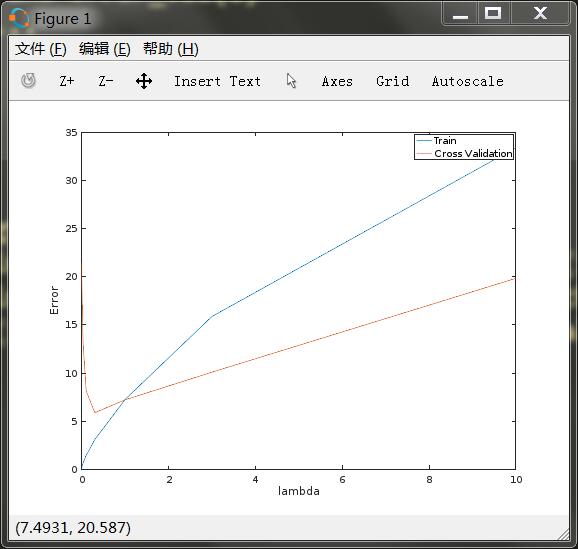 Figure 1
文件 (F) 编辑 (E) 帮助 (H)
Z+ Z- Insert Text Axes Grid Autoscale
35
30
25
20
15
10
5
0
Error
Train
Cross Validation
0 2 4 6 8 10
lambda
(7.4931, 20.587)